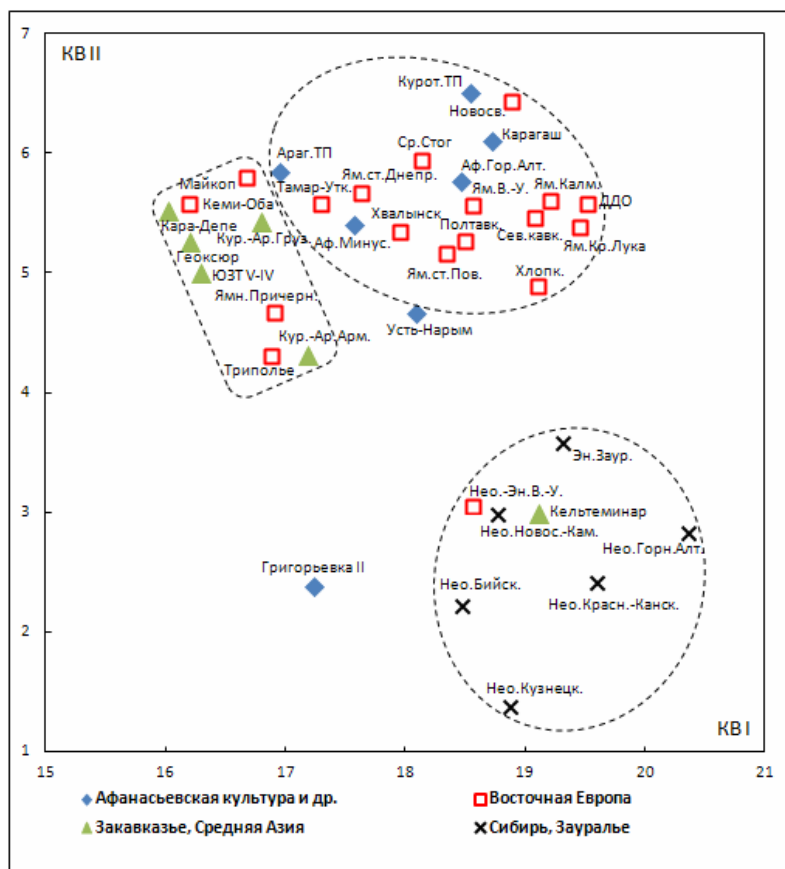 КВ II
7
6
5
4
3
2
1
Курот.ТП
Новосв.
Карагаш
Ср.Стог
Араг.ТП
Аф.Гор.Алт.
Ям.ст.Днепр.
Майкоп
Тамар-Утк.
Ям.В.-У.
Ям.Калм.
ДДО
Кеми-Оба
Хвалынск.
Полтавк.
Кара-Депе
Кур.-Ар.Груз.
Аф.Минус.
Сев.кавк.
Ям.Кр.Лука
Геоксюр
ЮЗТ V-IV
Ям.ст.Пов.
Хлопк.
Ямн.Причерн.
Усть-Нарым
Кур.-Ар.Арм.
Триполье
Эн.Заур.
Нео.-Эн.В.-У.
Кельтеминар
Нео.Новос.-Кам.
Нео.Горн.Алт.
Григорьевка II
Нео.Бийск.
Нео.Красн.-Канск.
Нео.Кузнецк.
КВ I
15 16 17 18 19 20 21
Афанасьевская культура и др. Восточная Европа
Закавказье, Средняя Азия Сибирь, Зауралье